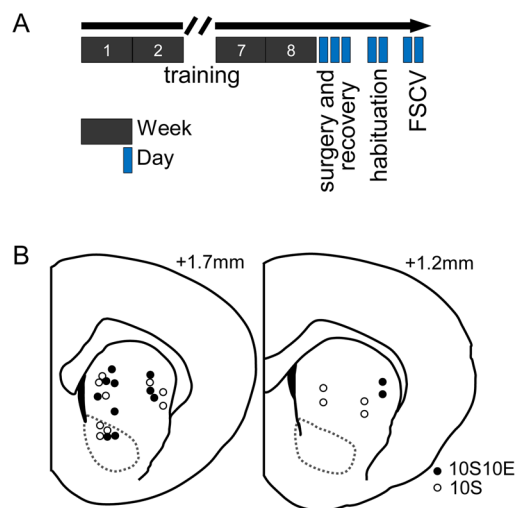 A
1 2 7 8
training
surgery and
recovery
habituation
FSCV
Week
Day
B
+1.7mm
+1.2mm
10S10E
10S